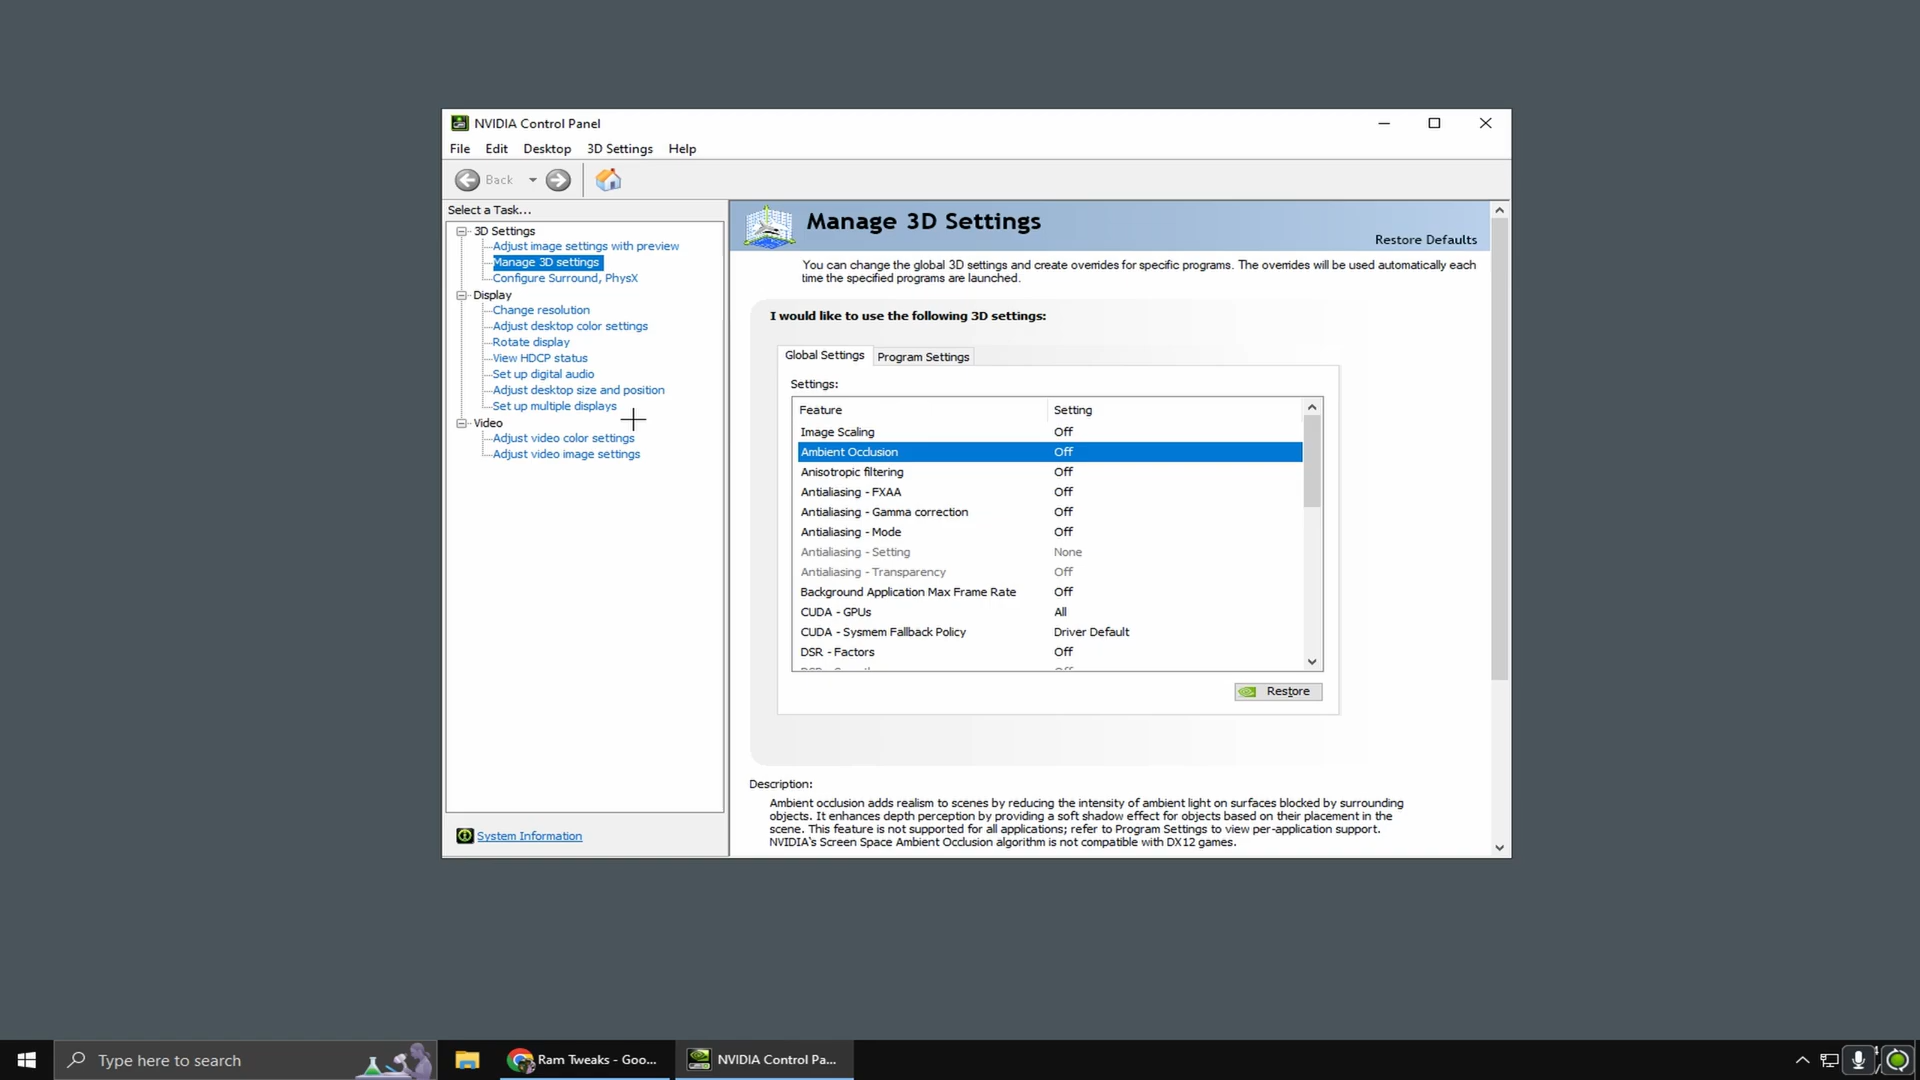 NVIDIA Control Panel
File Edit Desktop 3D Settings Help
Back
Select a Task...
3D Settings
Adjust image settings with preview
Manage 3D settings
Configure Surround, PhysX
Display
Change resolution
Adjust desktop color settings
Rotate display
View HDCP status
Set up digital audio
Adjust desktop size and position
Set up multiple displays
Video
Adjust video color settings
Adjust video image settings
System Information
Manage 3D Settings
Restore Defaults
You can change the global 3D settings and create overrides for specific programs. The overrides will be used automatically each
time the specified programs are launched.
I would like to use the following 3D settings:
Global Settings Program Settings
Settings:
Feature Setting
Image Scaling Off
Ambient Occlusion Off
Anisotropic filtering Off
Antialiasing - FXAA Off
Antialiasing - Gamma correction Off
Antialiasing - Mode Off
Antialiasing - Setting None
Antialiasing - Transparency Off
Background Application Max Frame Rate Off
CUDA - GPUs All
CUDA - Sysmem Fallback Policy Driver Default
DSR - Factors Off
Restore
Description:
Ambient occlusion adds realism to scenes by reducing the intensity of ambient light on surfaces blocked by surrounding
objects. It enhances depth perception by providing a soft shadow effect for objects based on their placement in the
scene. This feature is not supported for all applications; refer to Program Settings to view per-application support.
NVIDIA's Screen Space Ambient Occlusion algorithm is not compatible with DX12 games.
Type here to search
Ram Tweaks - Goo...
NVIDIA Control Pa...